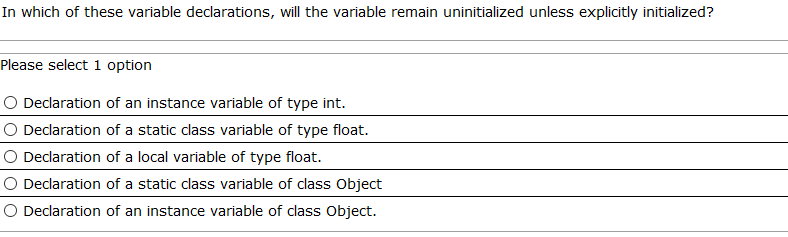 In which of these variable declarations, will the variable remain uninitialized unless explicitly initialized?
Please select 1 option
Declaration of an instance variable of type int.
Declaration of a static class variable of type float.
Declaration of a local variable of type float.
Declaration of a static class variable of class Object
Declaration of an instance variable of class Object.